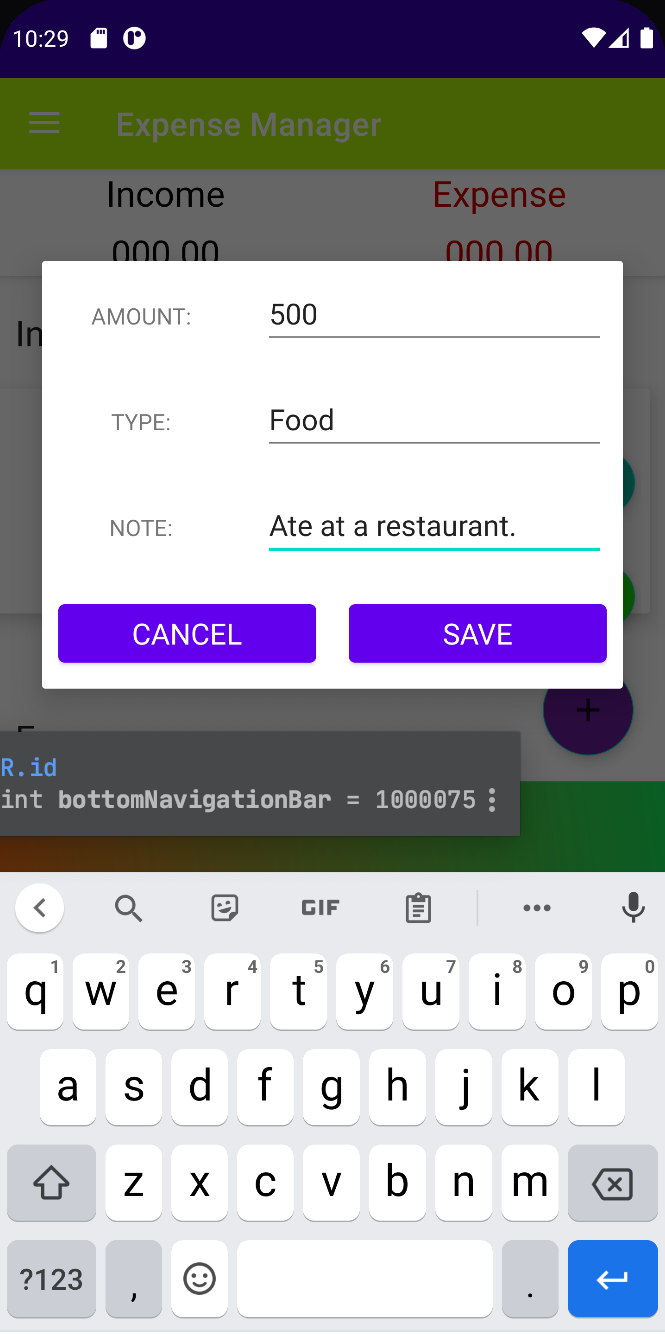 10:29
Expense Manager
Income Expense
000.00 000.00
In
AMOUNT: 500
TYPE: Food
NOTE: Ate at a restaurant.
CANCEL SAVE
+
R.id
int bottomNavigationBar = 1000075
GIF
1 2 3 4 5 6 7 8 9 0
q w e r t y u i o p
a s d f g h j k l
z x c v b n m
?123 , .